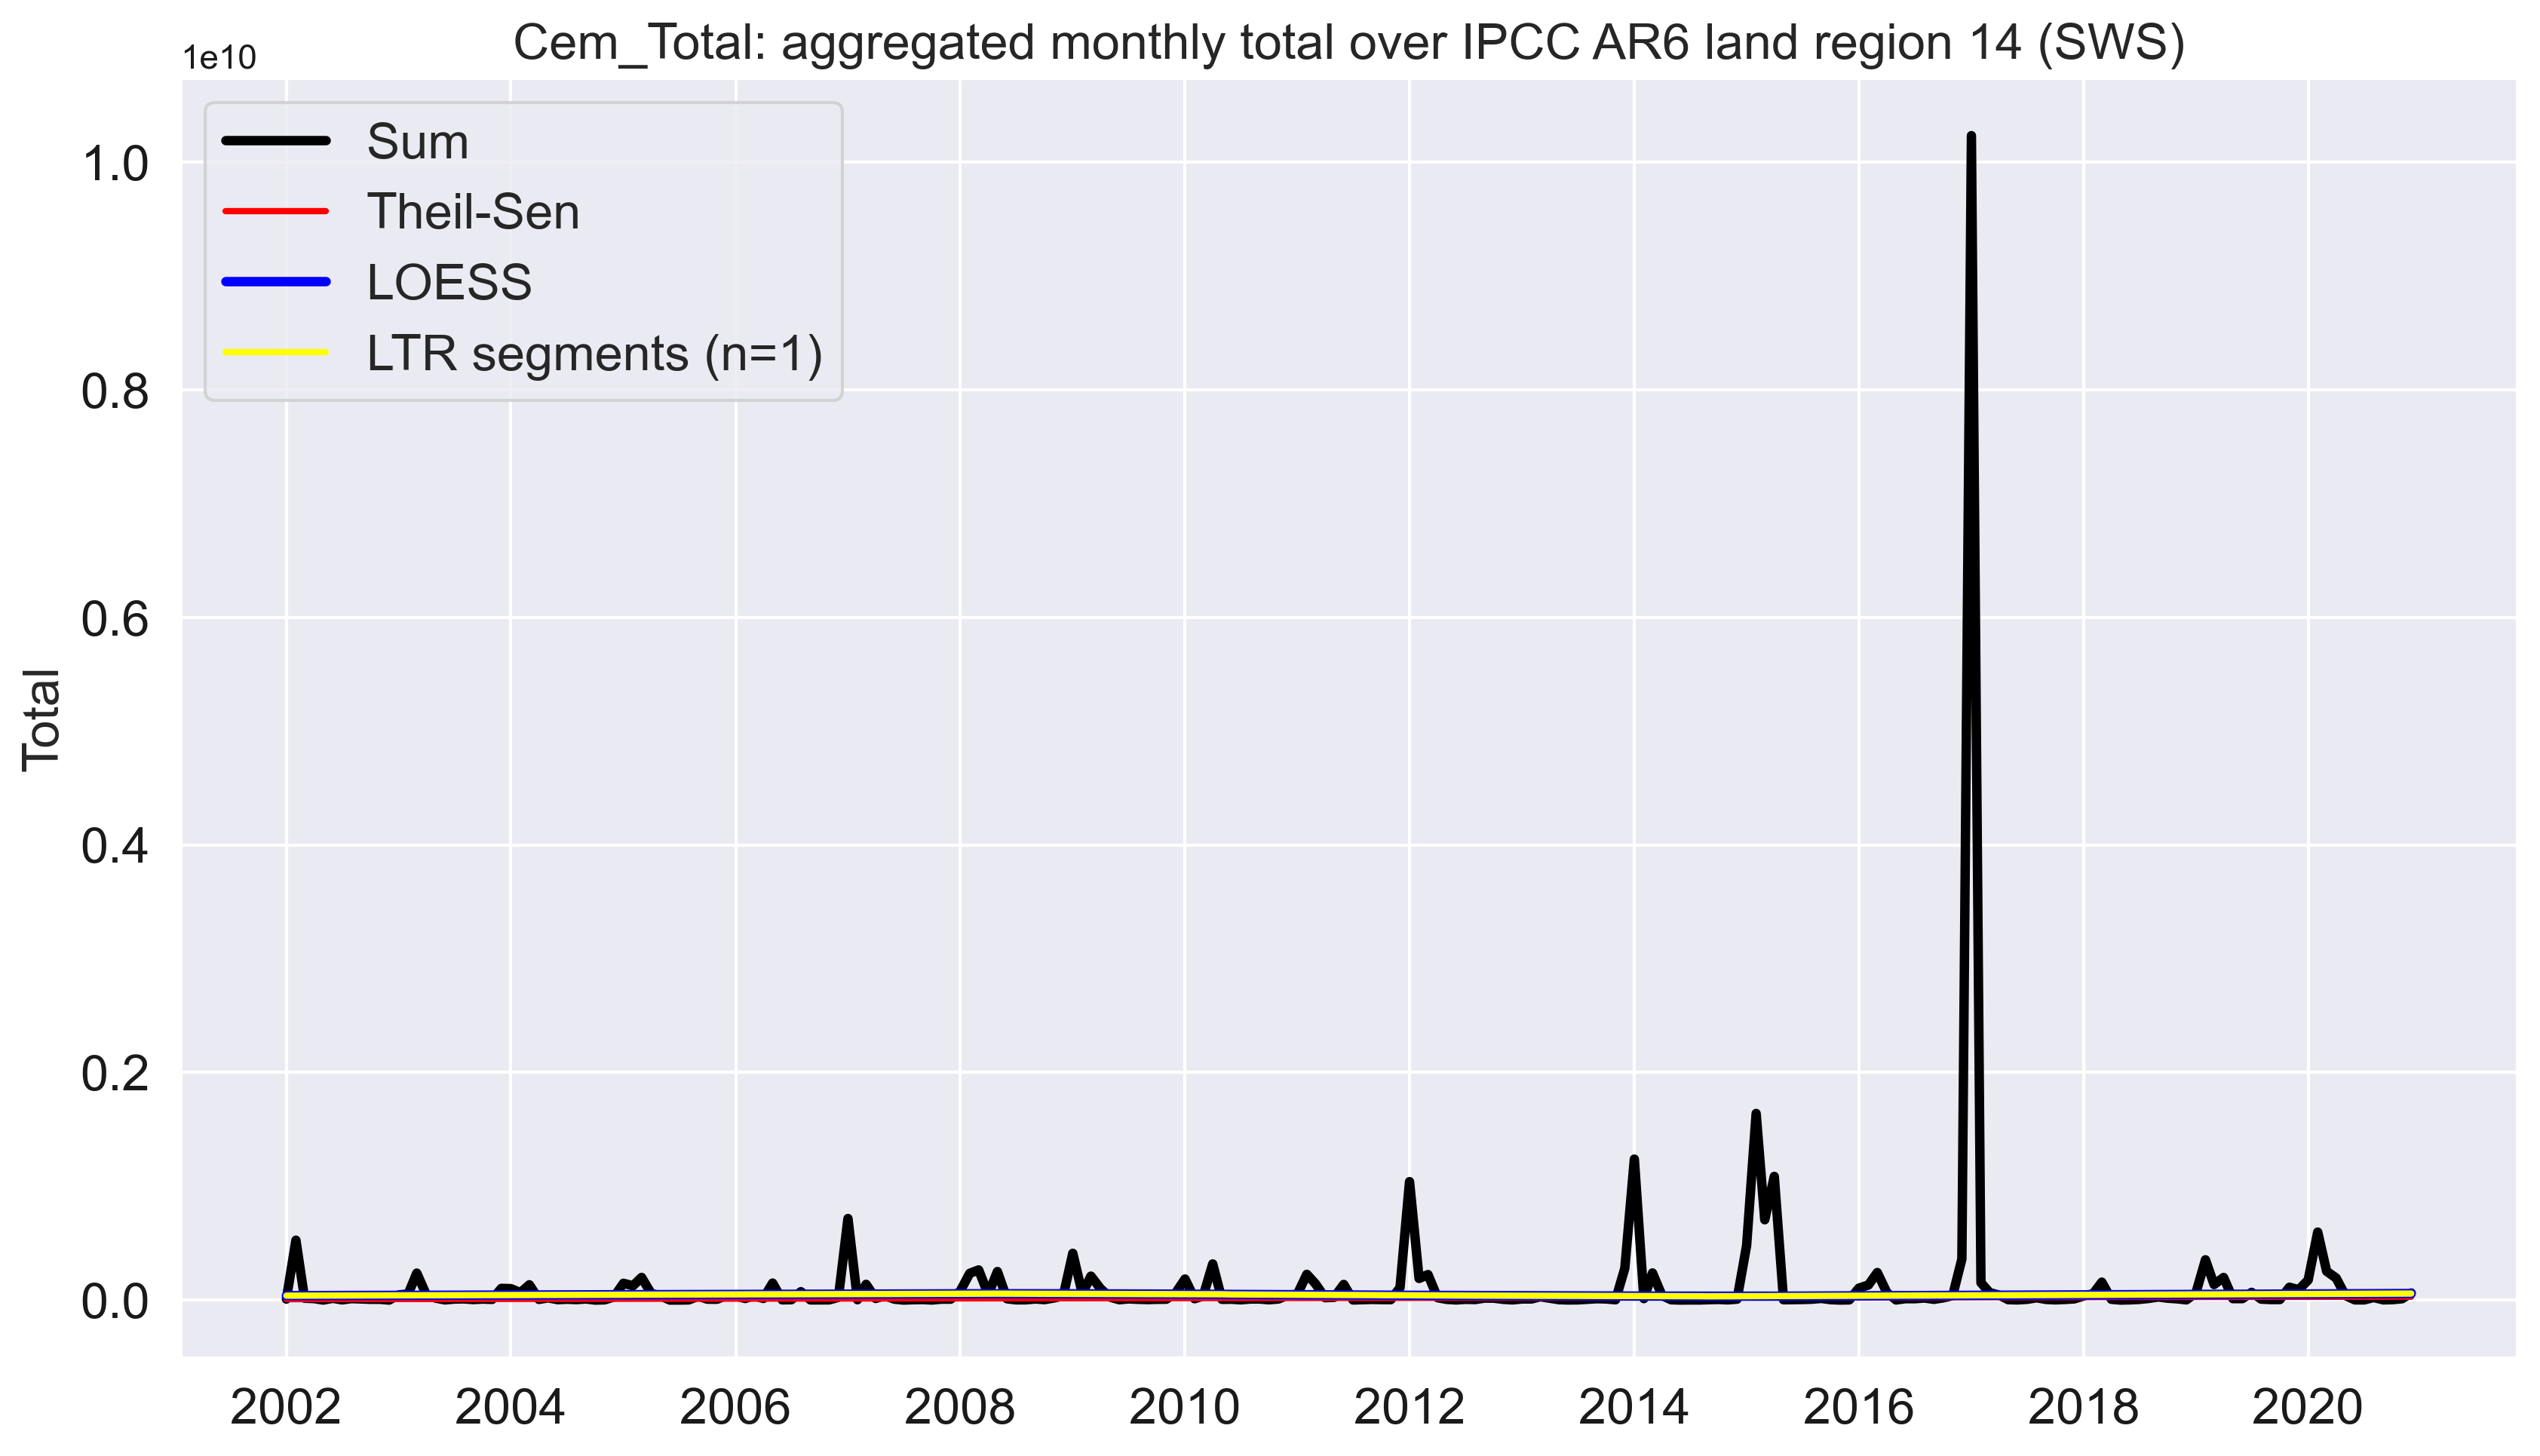 Cem_Total: aggregated monthly total over IPCC AR6 land region 14 (SWS)
1e10
Sum
Theil-Sen
LOESS
LTR segments (n=1)
1.0
0.8
0.6
0.4
0.2
0.0
Total
2002 2004 2006 2008 2010 2012 2014 2016 2018 2020